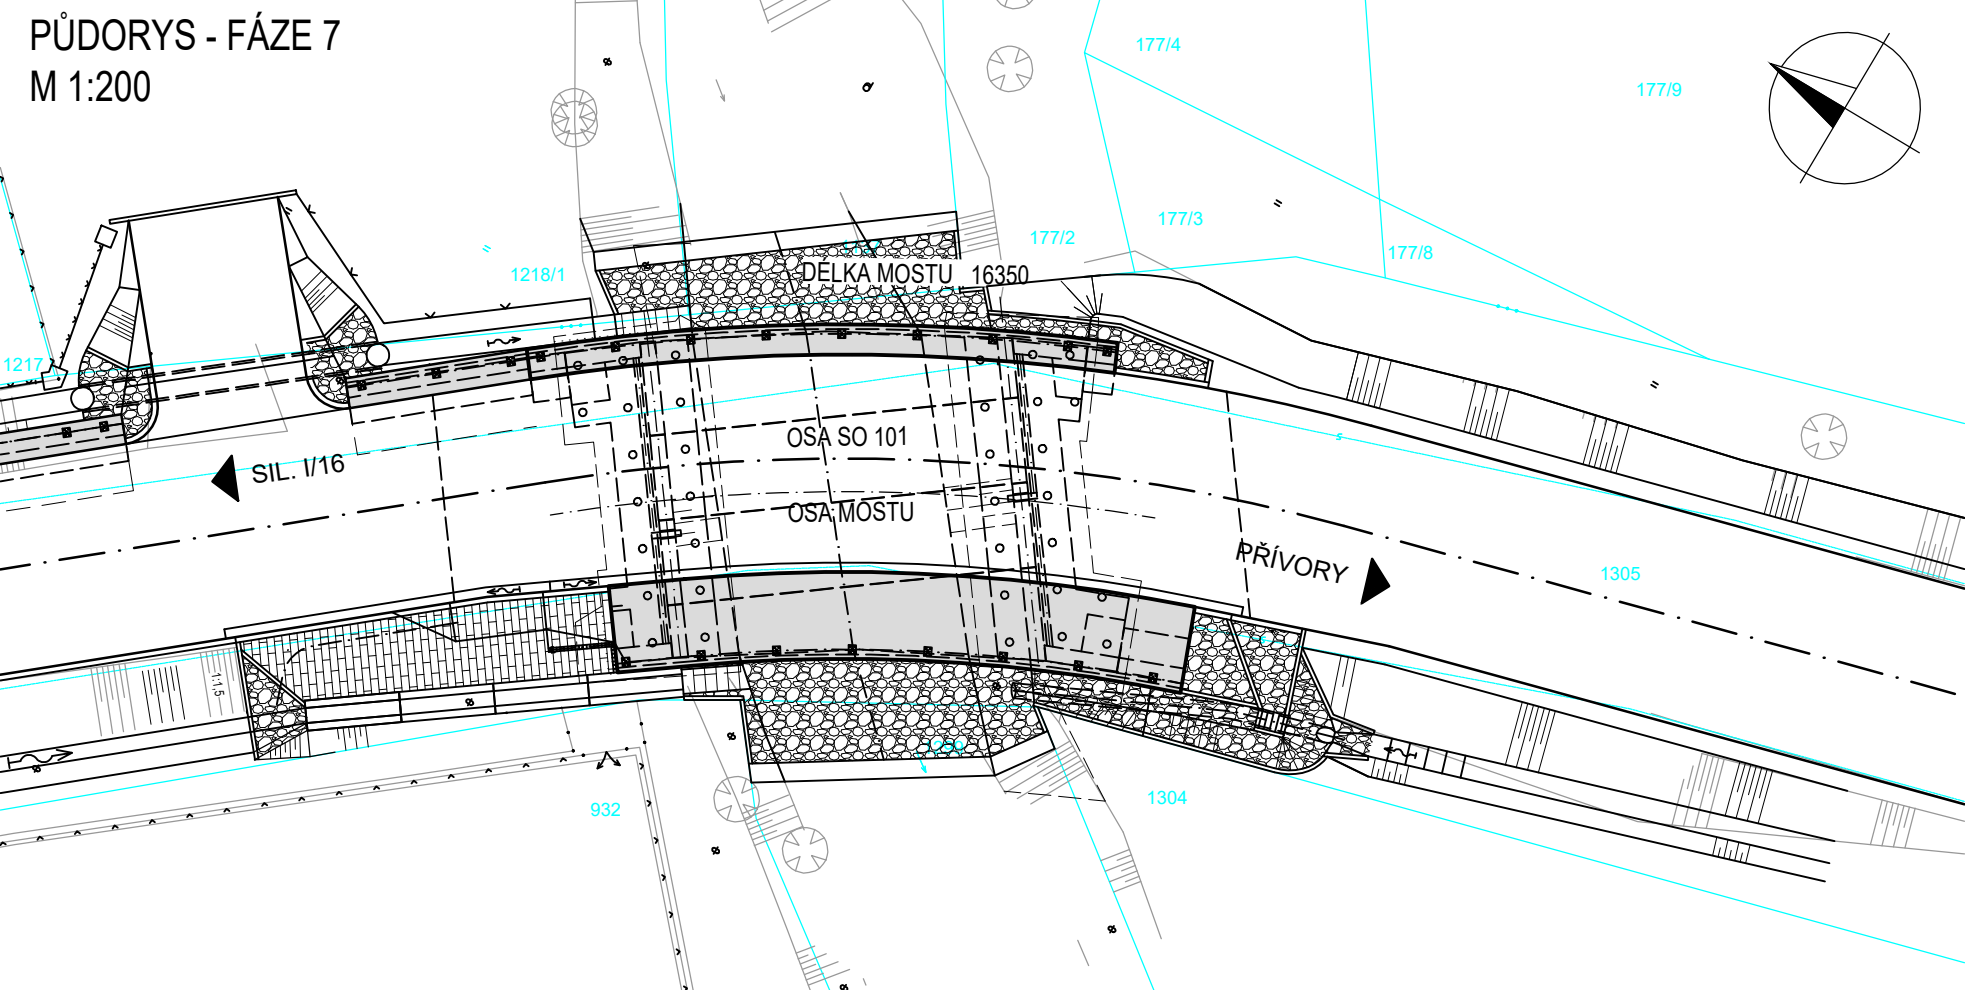 PŮDORYS - FÁZE 7
M 1:200
177/4
177/9
177/3
177/2
177/8
1218/1
DÉLKA MOSTU 16350
1217
OSA SO 101
SIL. I/16
OSA MOSTU
PŘÍVORY
1305
1:1,5
932
1304